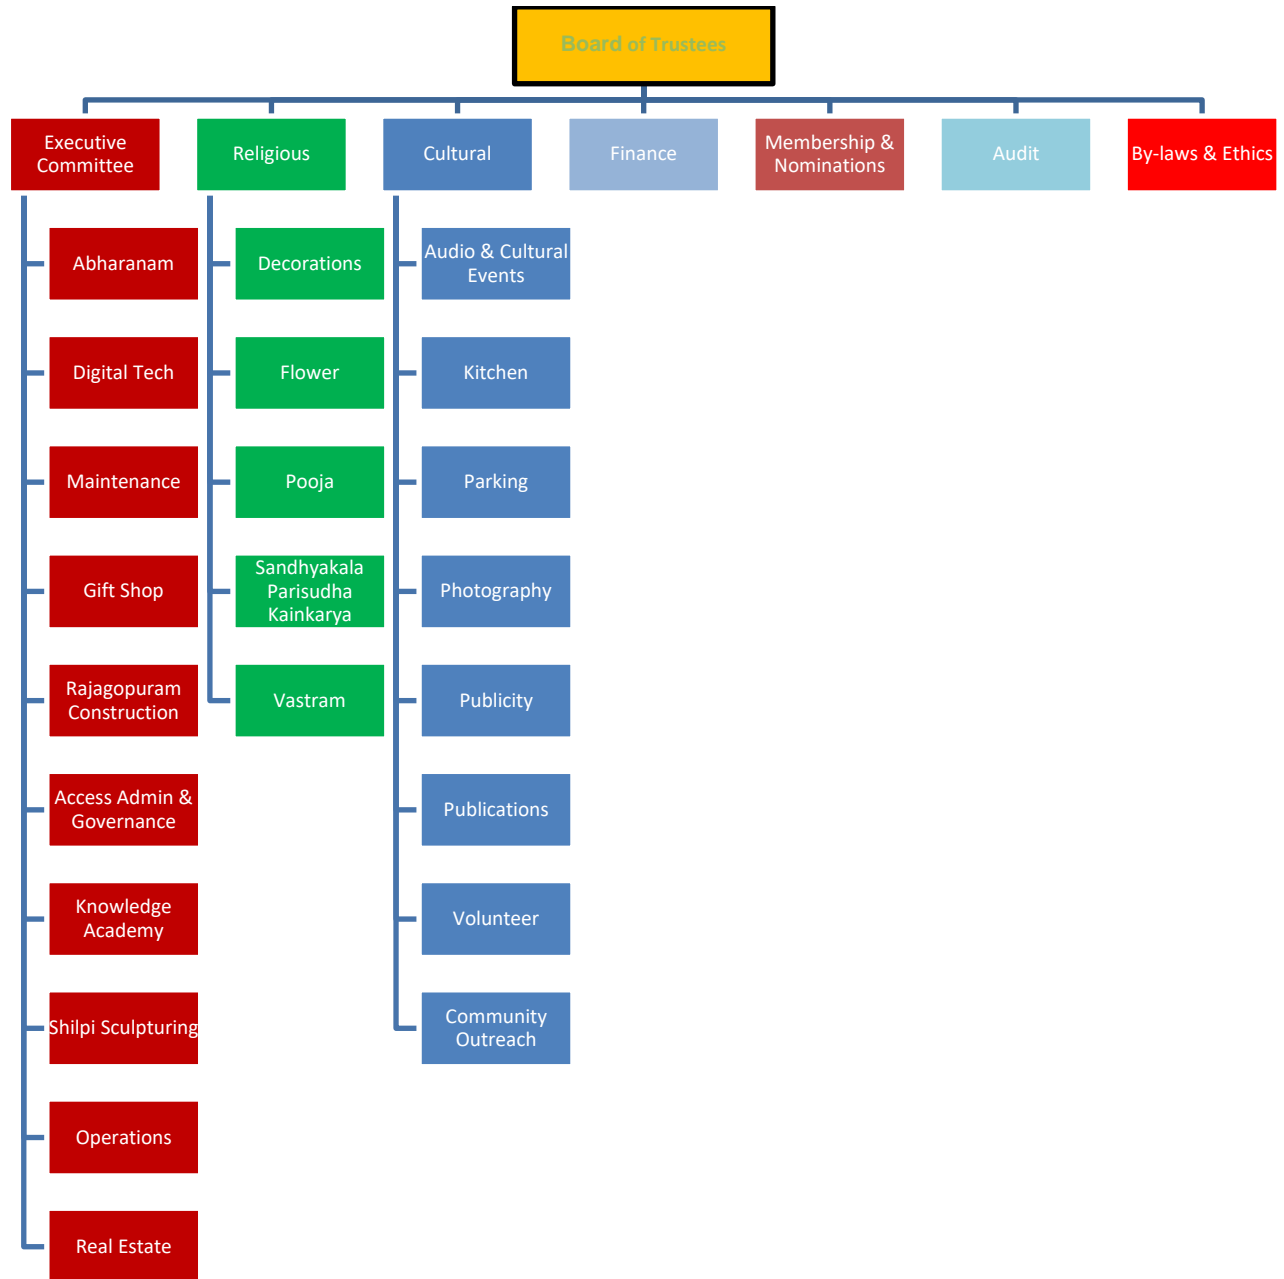 Board of Trustees
Executive
Committee
Religious
Cultural
Finance
Membership &
Nominations
Audit
By-laws & Ethics
Abharanam
Digital Tech
Maintenance
Gift Shop
Rajagopuram
Construction
Access Admin &
Governance
Knowledge
Academy
Shilpi Sculpturing
Operations
Real Estate
Decorations
Flower
Pooja
Sandhyakala
Parisudha
Kainkarya
Vastram
Audio & Cultural
Events
Kitchen
Parking
Photography
Publicity
Publications
Volunteer
Community
Outreach